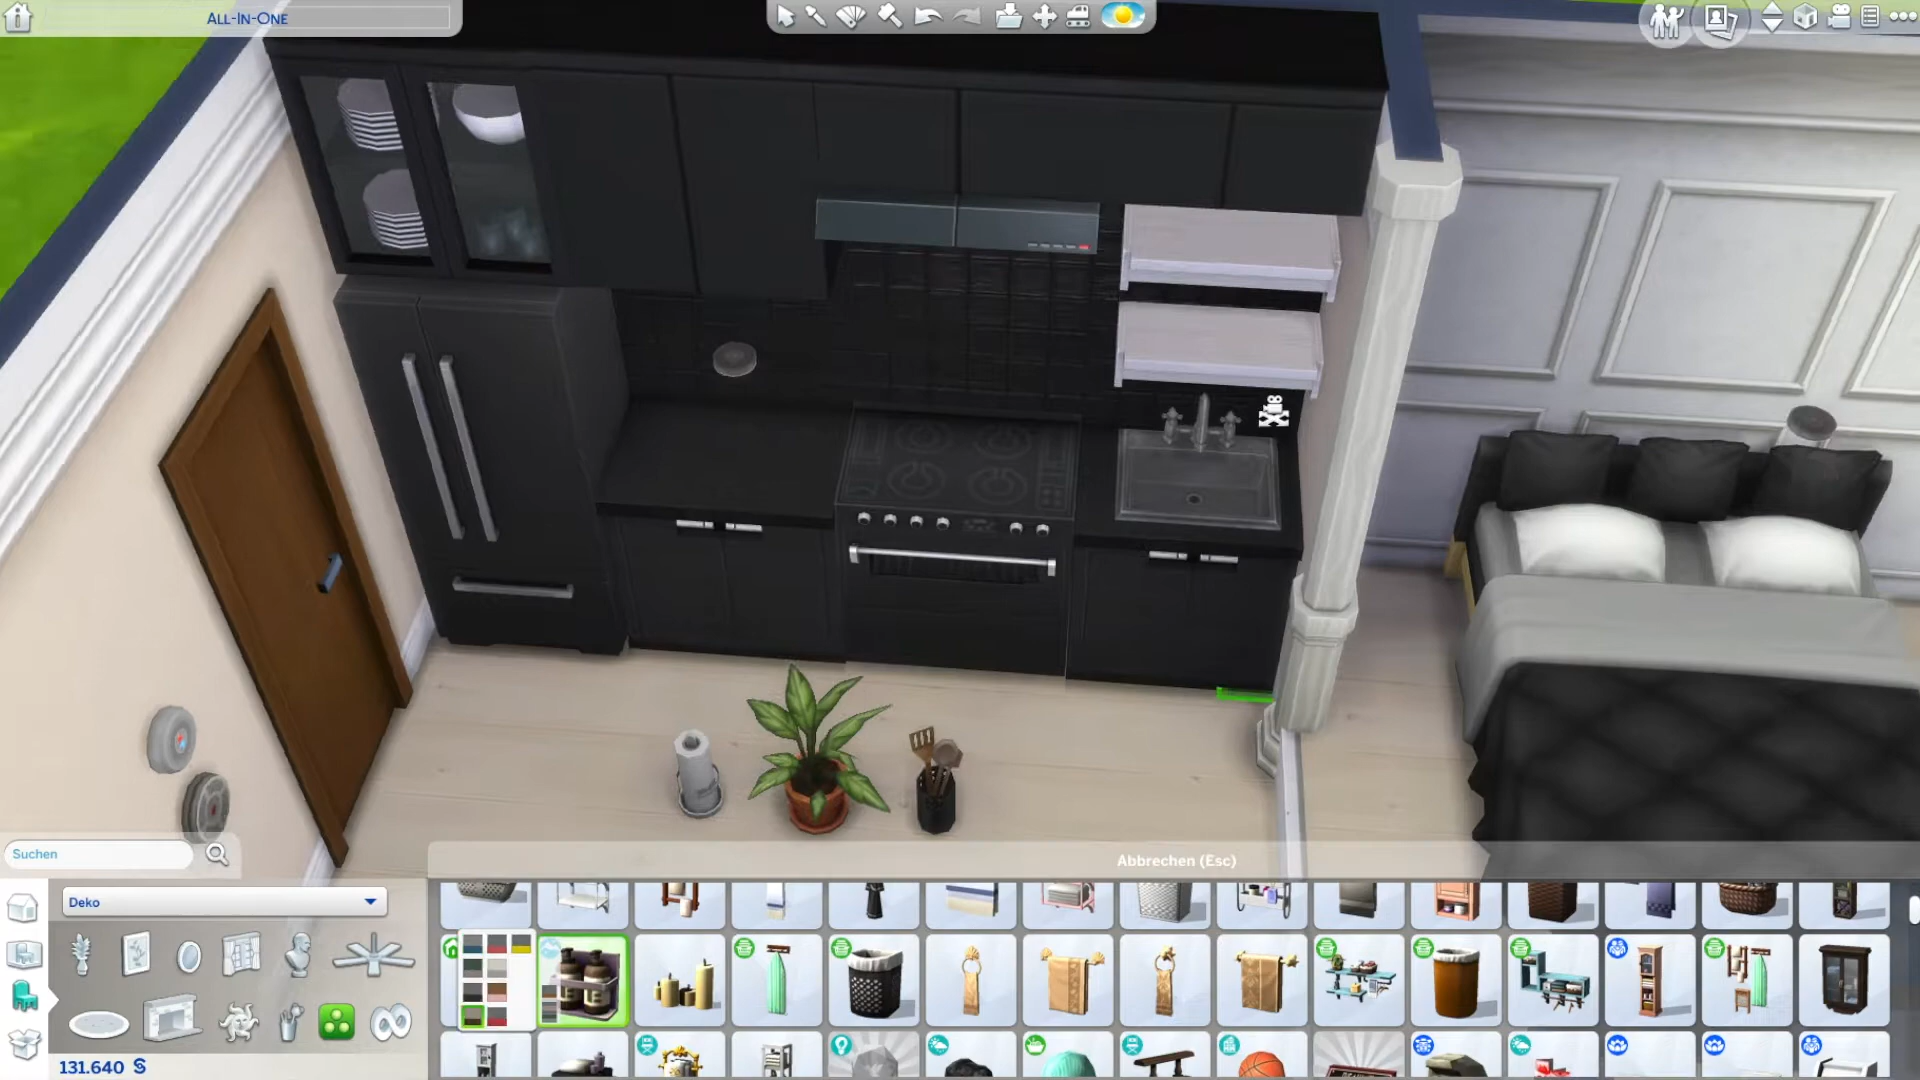 All-In-One
Suchen
Abbrechen (Esc)
Deko
131.640 S